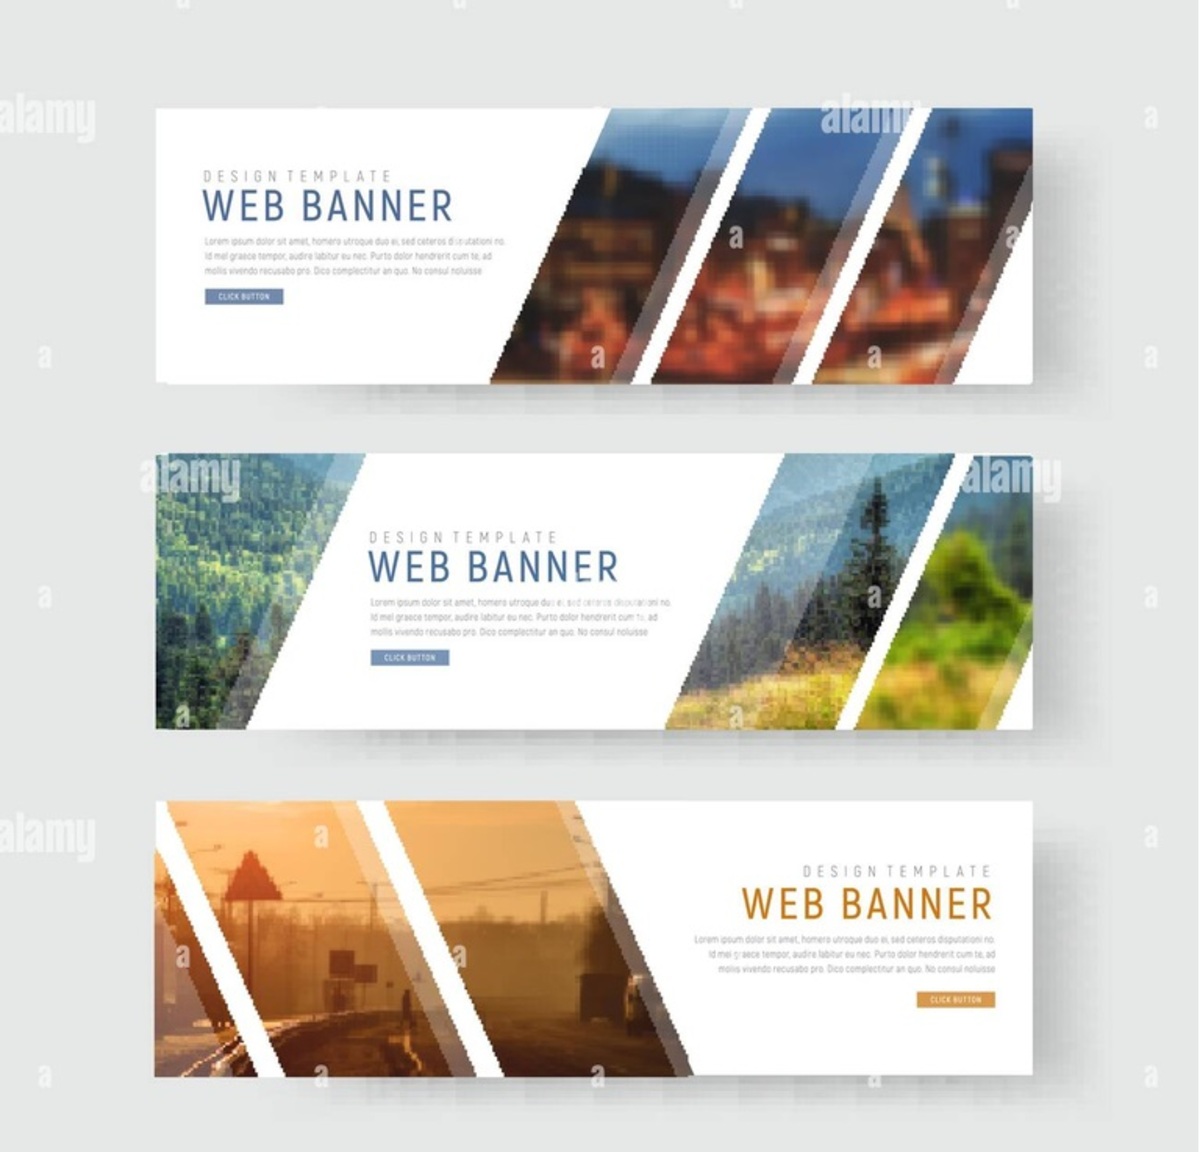 alamy
alamy
DESIGN TEMPLATE
WEB BANNER
Lorem ipsum dolor sit amet, homero utroque duo ei, sed ceteros disputationi no.
Id mel graece tempor, audire labitur eu nec. Purto dolor hendrerit cum te, ad
mollis vivendo recusabo pro. Dico complectitur an quo. No consul noluisse
CLICK BUTTON
alamy
alamy
DESIGN TEMPLATE
WEB BANNER
Lorem ipsum dolor sit amet, homero utroque duo ei, sed ceteros disputationi no.
Id mel graece tempor, audire labitur eu nec. Purto dolor hendrerit cum te, ad
mollis vivendo recusabo pro. Dico complectitur an quo. No consul noluisse
CLICK BUTTON
alamy
DESIGN TEMPLATE
WEB BANNER
Lorem ipsum dolor sit amet, homero utroque duo ei, sed ceteros disputationi no.
Id mel graece tempor, audire labitur eu nec. Purto dolor hendrerit cum te, ad
mollis vivendo recusabo pro. Dico complectitur an quo. No consul noluisse
CLICK BUTTON